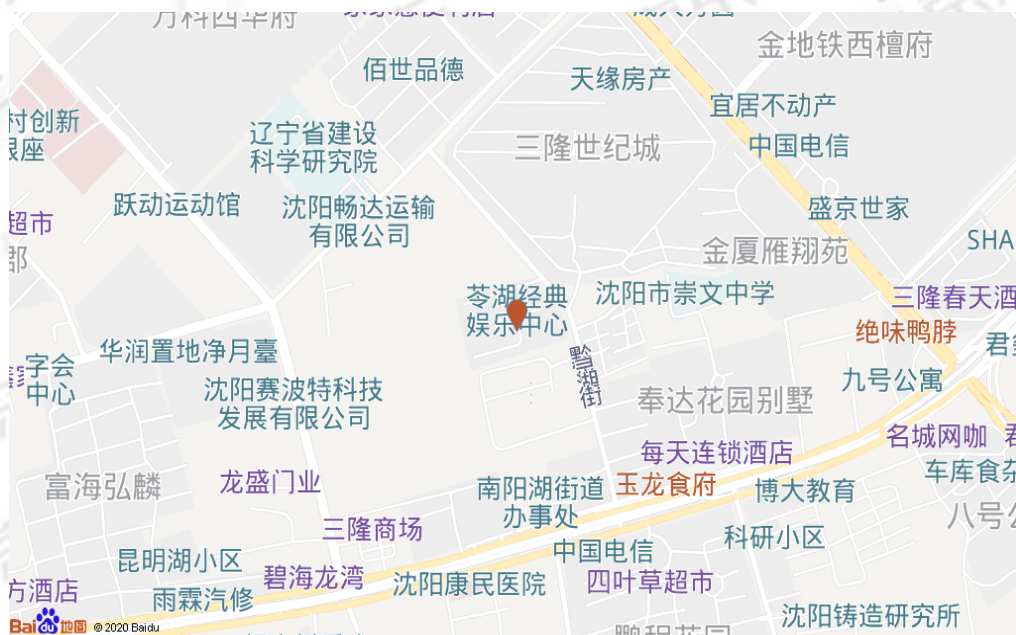 万科西华府
佰世品德
天缘房产
金地铁西檀府
宜居不动产
中国电信
村创新
辽宁省建设
科学研究院
三隆世纪城
跃动运动馆
沈阳畅达运输
有限公司
盛京世家
超市
郡
金厦雁翔苑
SHA
苓湖经典
娱乐中心
沈阳市崇文中学
三隆春天酒
绝味鸭脖
华润置地净月臺
黔湖街
字会
中心
沈阳赛波特科技
发展有限公司
九号公寓
奉达花园别墅
名城网咖
每天连锁酒店
车库食杂
富海弘麟
龙盛门业
南阳湖街道
办事处
玉龙食府
博大教育
八号公
三隆商场
科研小区
昆明湖小区
中国电信
碧海龙湾
沈阳康民医院
四叶草超市
方酒店
雨霖汽修
沈阳铸造研究所
Bai du 地图 © 2020 Baidu